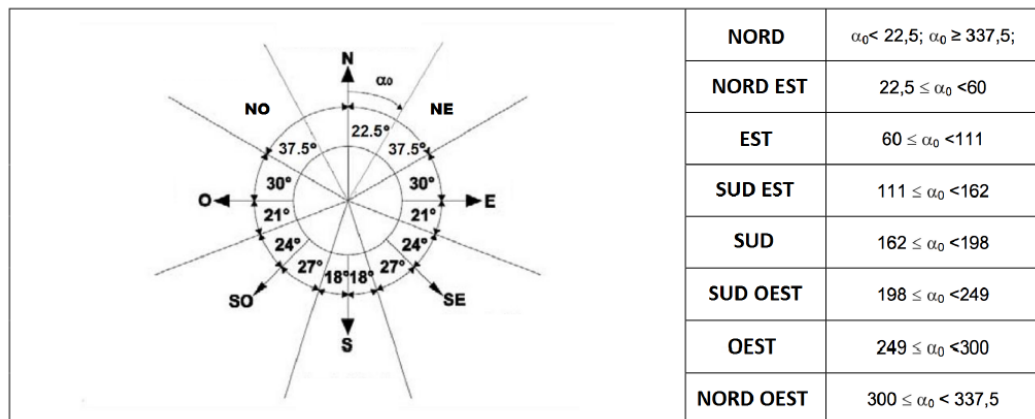 N
α₀
NO
NE
22.5°
37.5°
37.5°
30°
30°
O
E
21°
21°
24°
24°
27°
18°
18°
27°
SO
SE
S
NORD α₀< 22,5; α₀ ≥ 337,5;
NORD EST 22,5 ≤ α₀ <60
EST 60 ≤ α₀ <111
SUD EST 111 ≤ α₀ <162
SUD 162 ≤ α₀ <198
SUD OEST 198 ≤ α₀ <249
OEST 249 ≤ α₀ <300
NORD OEST 300 ≤ α₀ < 337,5